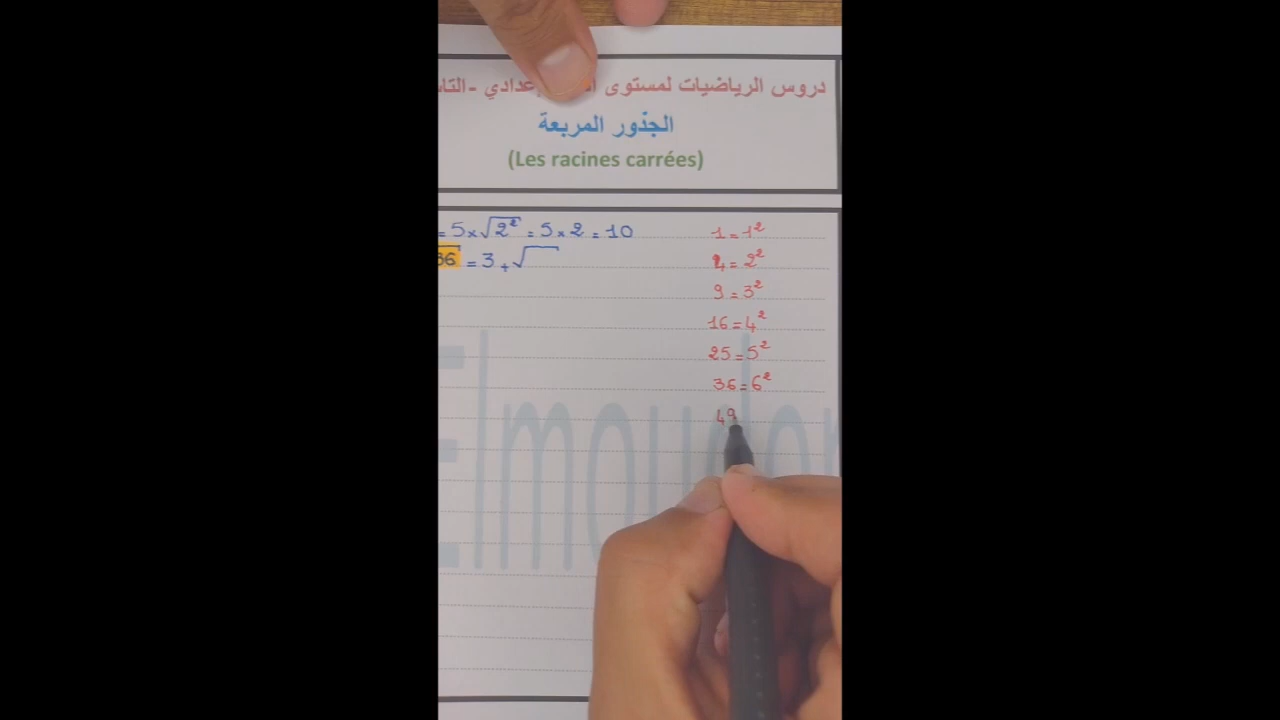 دروس الرياضيات لمستوى
الجذور المربعة
(Les racines carrées)
= 5 × √2² = 5 × 2 = 10
36 = 3 + √
1 = 1²
4 = 2²
9 = 3²
16 = 4²
25 = 5²
36 = 6²
49
Elmoudor